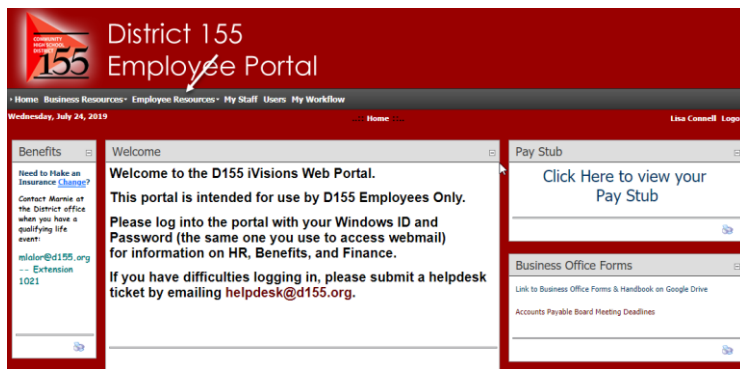 COMMUNITY
HIGH SCHOOL
DISTRICT
155
District 155
Employee Portal
Home Business Resources Employee Resources My Staff Users My Workflow
Wednesday, July 24, 2019
..:: Home ::..
Lisa Connell Logo
Benefits
Need to Make an
Insurance Change?
Contact Marnie at
the District office
when you have a
qualifying life
event:
mlalor@d155.org
-- Extension
1021
Welcome
Welcome to the D155 iVisions Web Portal.
This portal is intended for use by D155 Employees Only.
Please log into the portal with your Windows ID and
Password (the same one you use to access webmail)
for information on HR, Benefits, and Finance.
If you have difficulties logging in, please submit a helpdesk
ticket by emailing helpdesk@d155.org.
Pay Stub
Click Here to view your
Pay Stub
Business Office Forms
Link to Business Office Forms & Handbook on Google Drive
Accounts Payable Board Meeting Deadlines